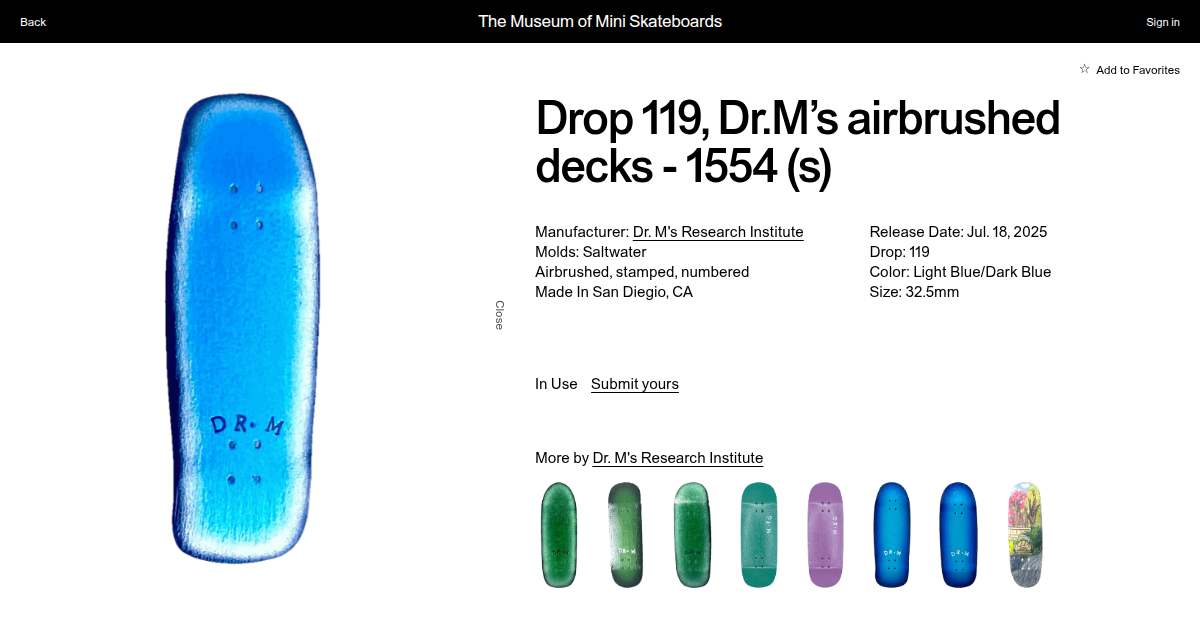 Back
The Museum of Mini Skateboards
Sign in
☆ Add to Favorites
Drop 119, Dr.M’s airbrushed
decks - 1554 (s)
Manufacturer: Dr. M's Research Institute
Molds: Saltwater
Airbrushed, stamped, numbered
Made In San Diegio, CA
Release Date: Jul. 18, 2025
Drop: 119
Color: Light Blue/Dark Blue
Size: 32.5mm
Close
DR·M
In Use Submit yours
More by Dr. M's Research Institute
DR·M
DR·M
DR·M